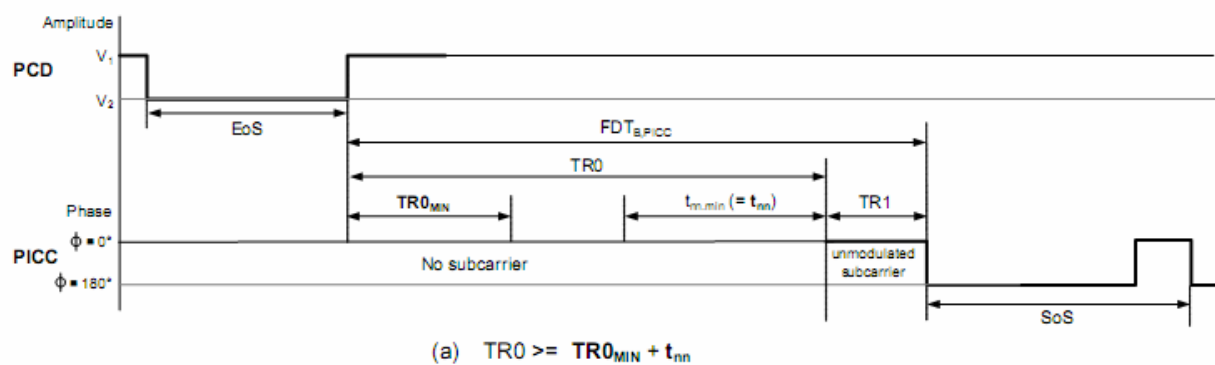 Amplitude
V1
PCD
V2
EoS
FDTB,PICC
TR0
TR0MIN
tnn,min (= tnn)
TR1
Phase
ϕ = 0°
PICC
No subcarrier
unmodulated
subcarrier
ϕ = 180°
SoS
(a) TR0 >= TR0MIN + tnn